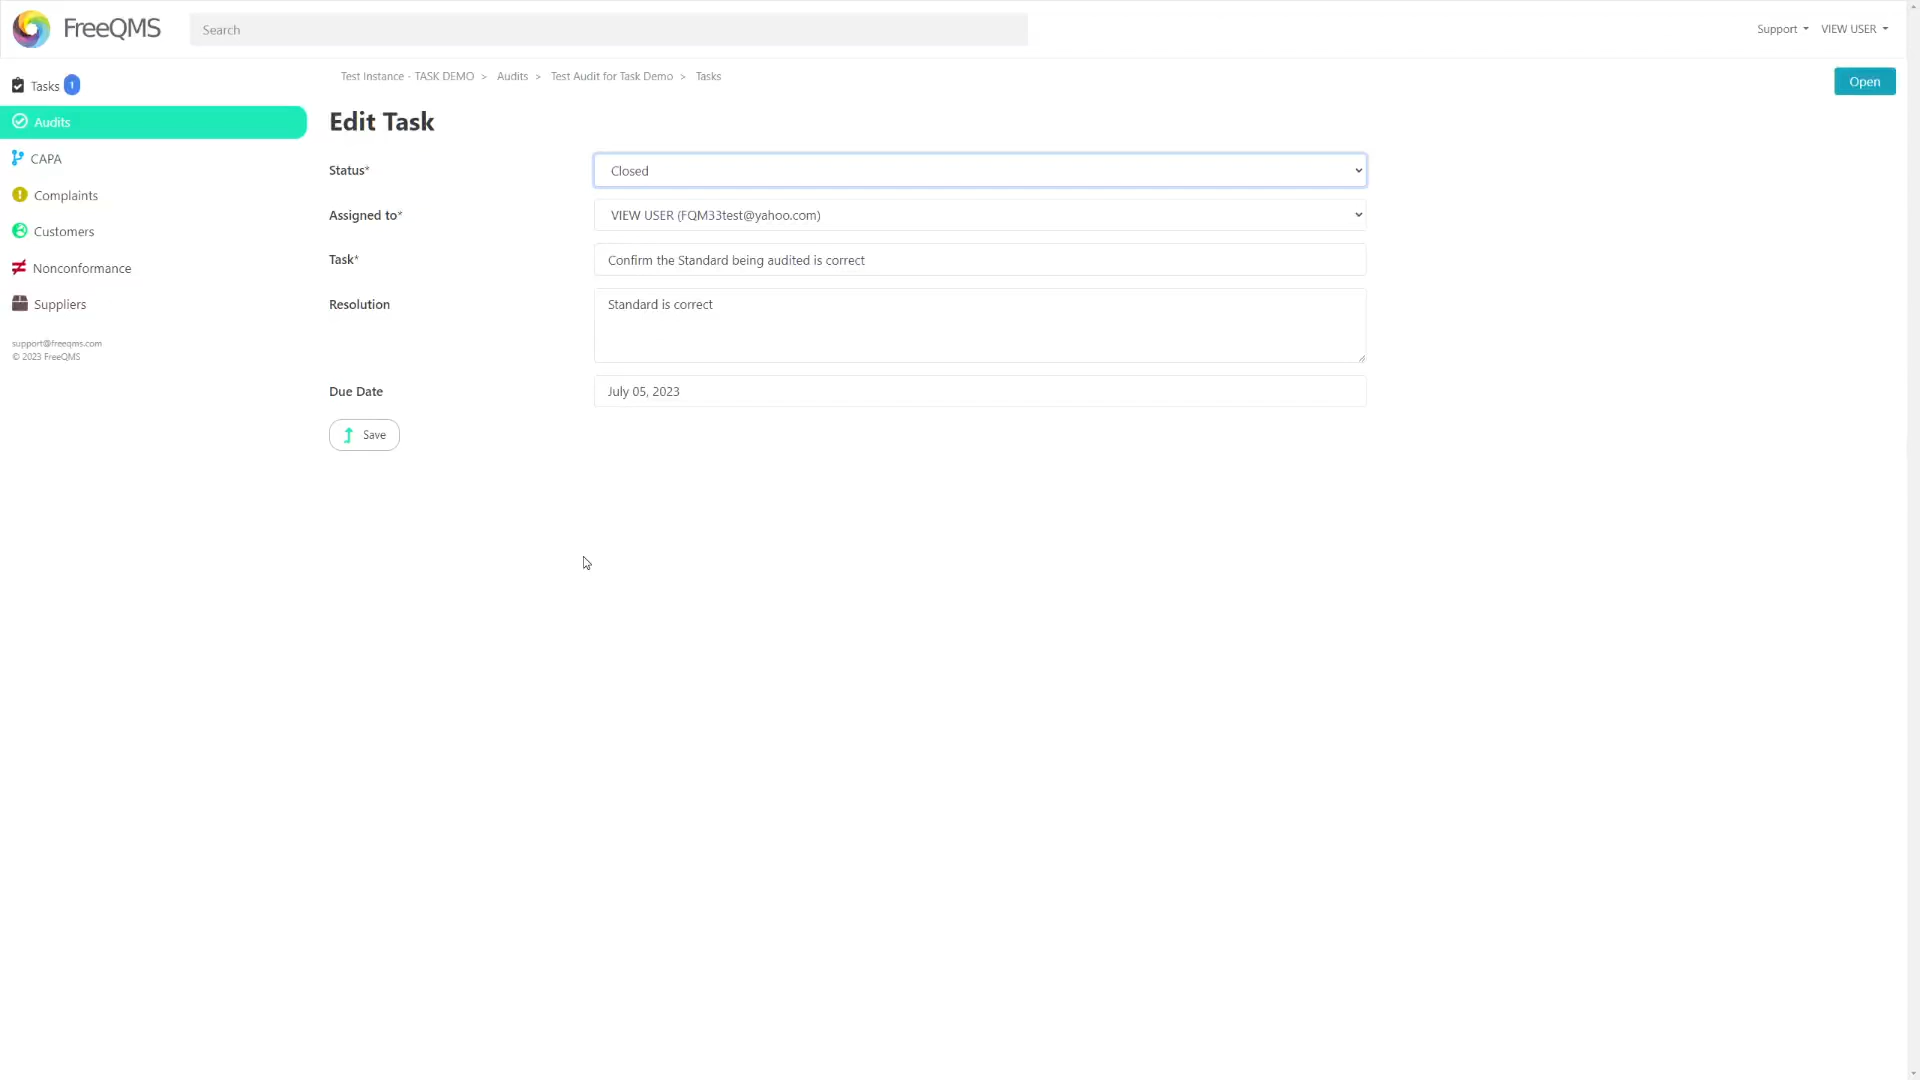 FreeQMS
Search
Support
VIEW USER
Tasks 1
Audits
CAPA
Complaints
Customers
Nonconformance
Suppliers
support@freeqms.com
© 2023 FreeQMS
Test Instance - TASK DEMO > Audits > Test Audit for Task Demo > Tasks
Open
Edit Task
Status* Closed
Assigned to* VIEW USER (FQM33test@yahoo.com)
Task* Confirm the Standard being audited is correct
Resolution Standard is correct
Due Date July 05, 2023
Save